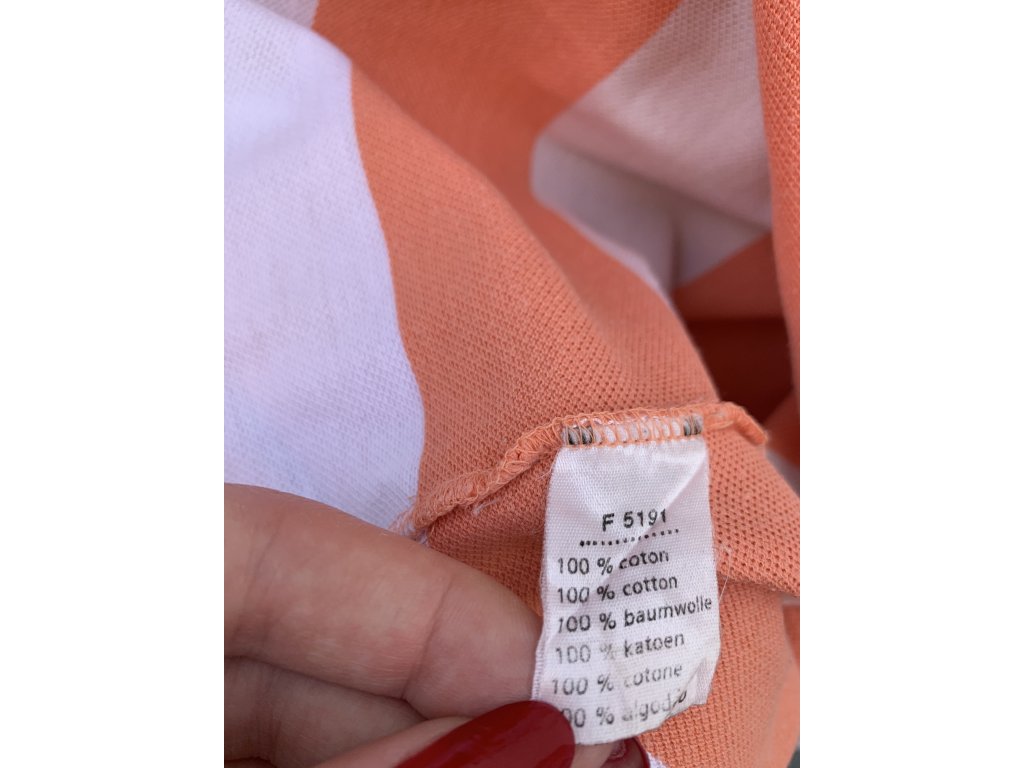 F 5191
100 % coton
100 % cotton
100 % baumwolle
100 % katoen
100 % cotone
%